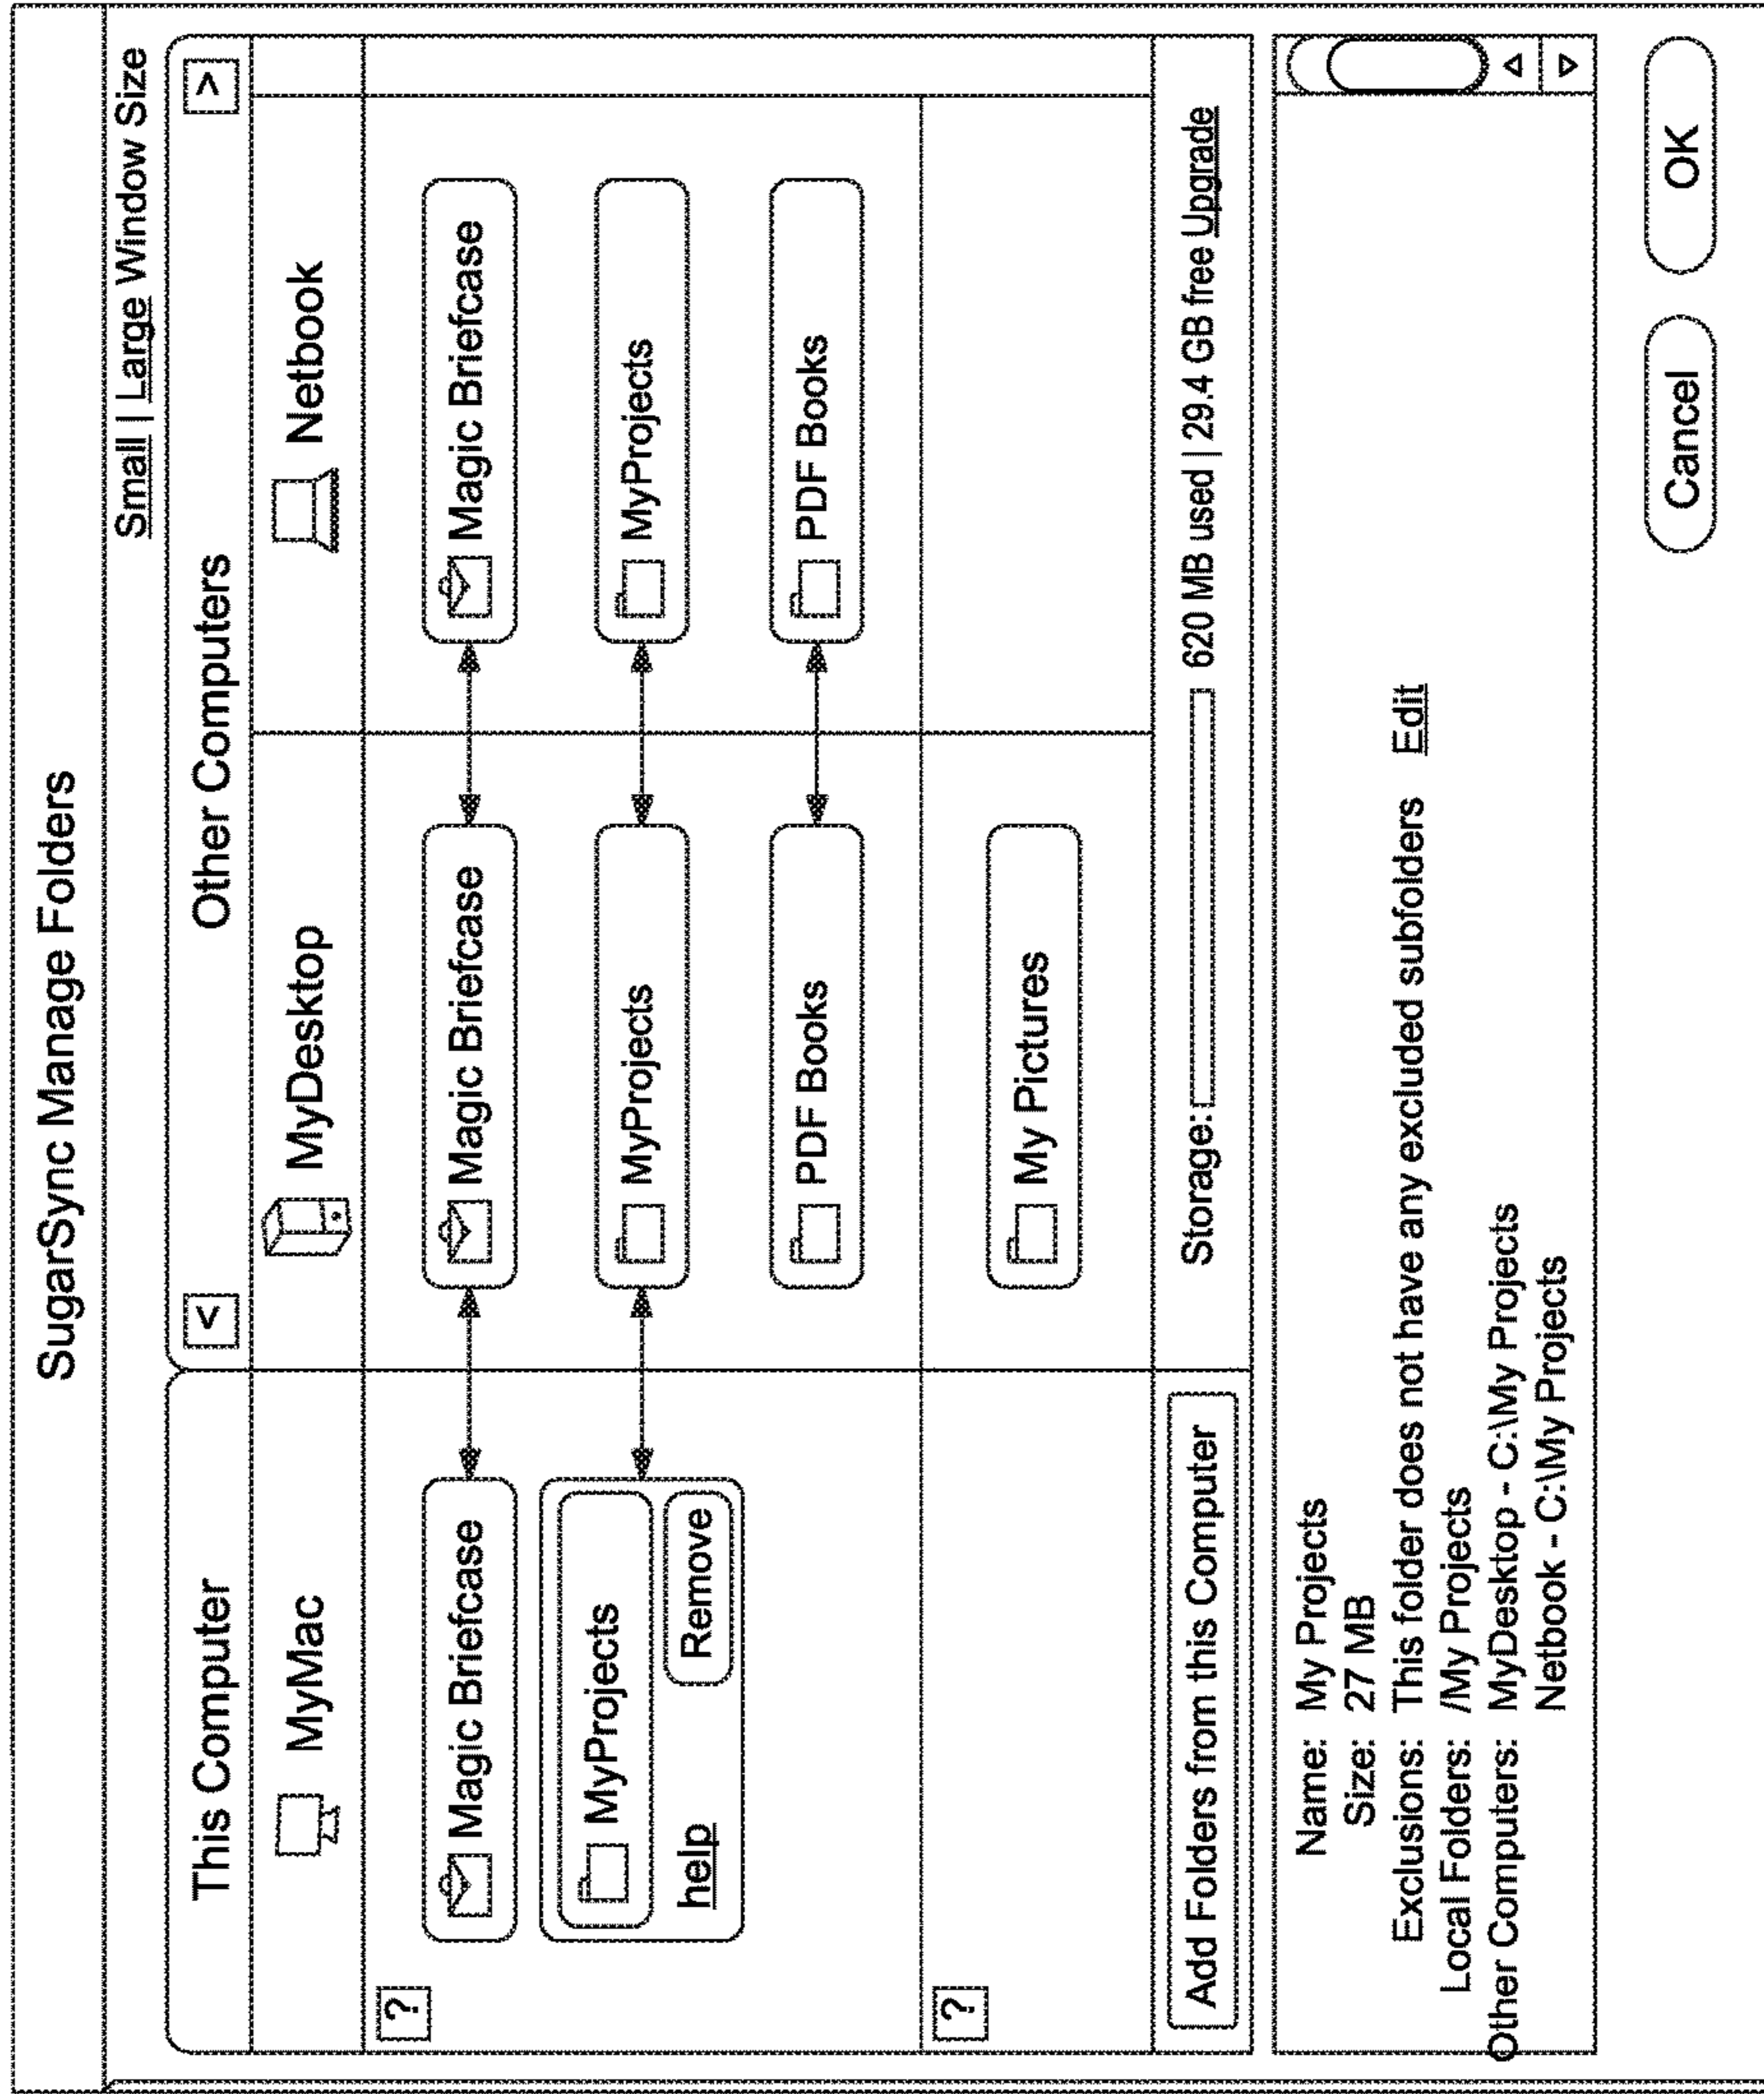 SugarSync Manage Folders
Small | Large Window Size
This Computer
< Other Computers >
MyMac
MyDesktop
Netbook
?
Magic Briefcase
Magic Briefcase
Magic Briefcase
MyProjects
MyProjects
MyProjects
help Remove
PDF Books
PDF Books
?
My Pictures
Add Folders from this Computer
Storage: 620 MB used | 29.4 GB free Upgrade
Name: My Projects
Size: 27 MB
Exclusions: This folder does not have any excluded subfolders Edit
Local Folders: /My Projects
Other Computers: MyDesktop - C:\My Projects
Netbook - C:\My Projects
Cancel
OK